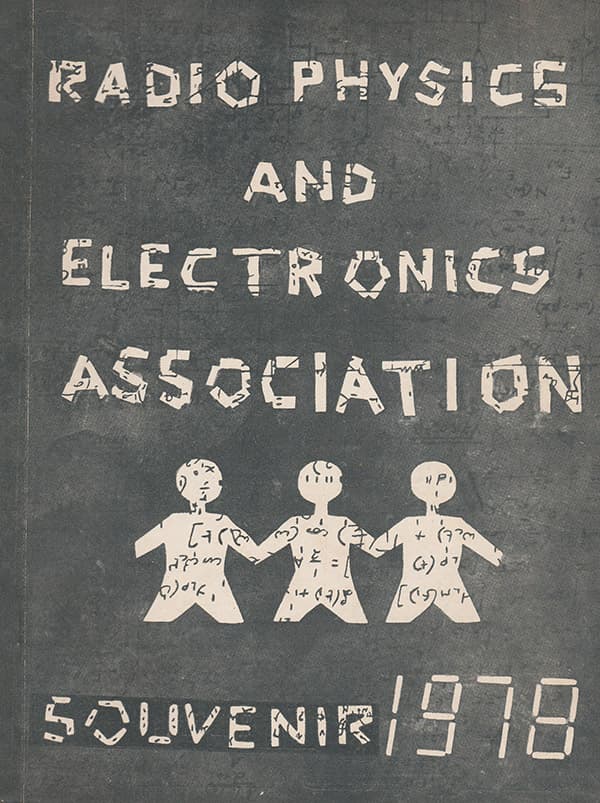 RADIO PHYSICS
AND
ELECTRONICS
ASSOCIATION
SOUVENIR 1978